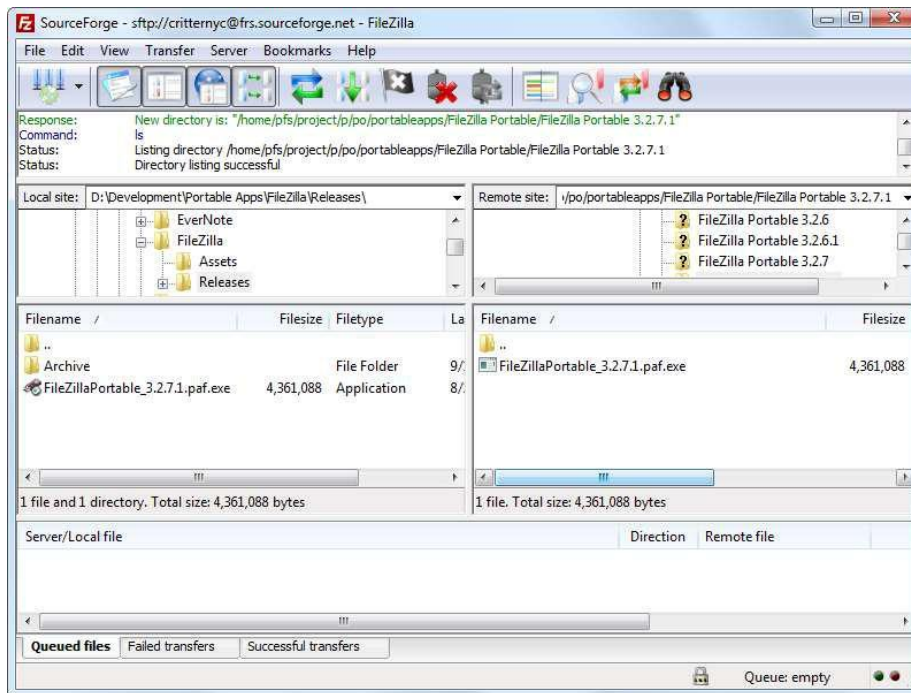 SourceForge - sftp://critternyc@frs.sourceforge.net - FileZilla
File Edit View Transfer Server Bookmarks Help
Response: New directory is: "/home/pfs/project/p/po/portableapps/FileZilla Portable/FileZilla Portable 3.2.7.1"
Command: ls
Status: Listing directory /home/pfs/project/p/po/portableapps/FileZilla Portable/FileZilla Portable 3.2.7.1
Status: Directory listing successful
Local site: D:\Development\Portable Apps\FileZilla\Releases\
EverNote
FileZilla
Assets
Releases
Remote site: /po/portableapps/FileZilla Portable/FileZilla Portable 3.2.7.1
FileZilla Portable 3.2.6
FileZilla Portable 3.2.6.1
FileZilla Portable 3.2.7
Filename / Filesize Filetype La
..
Archive File Folder 9/
FileZillaPortable_3.2.7.1.paf.exe 4,361,088 Application 8/
1 file and 1 directory. Total size: 4,361,088 bytes
Filename / Filesize
..
FileZillaPortable_3.2.7.1.paf.exe 4,361,088
1 file. Total size: 4,361,088 bytes
Server/Local file Direction Remote file
Queued files Failed transfers Successful transfers
Queue: empty